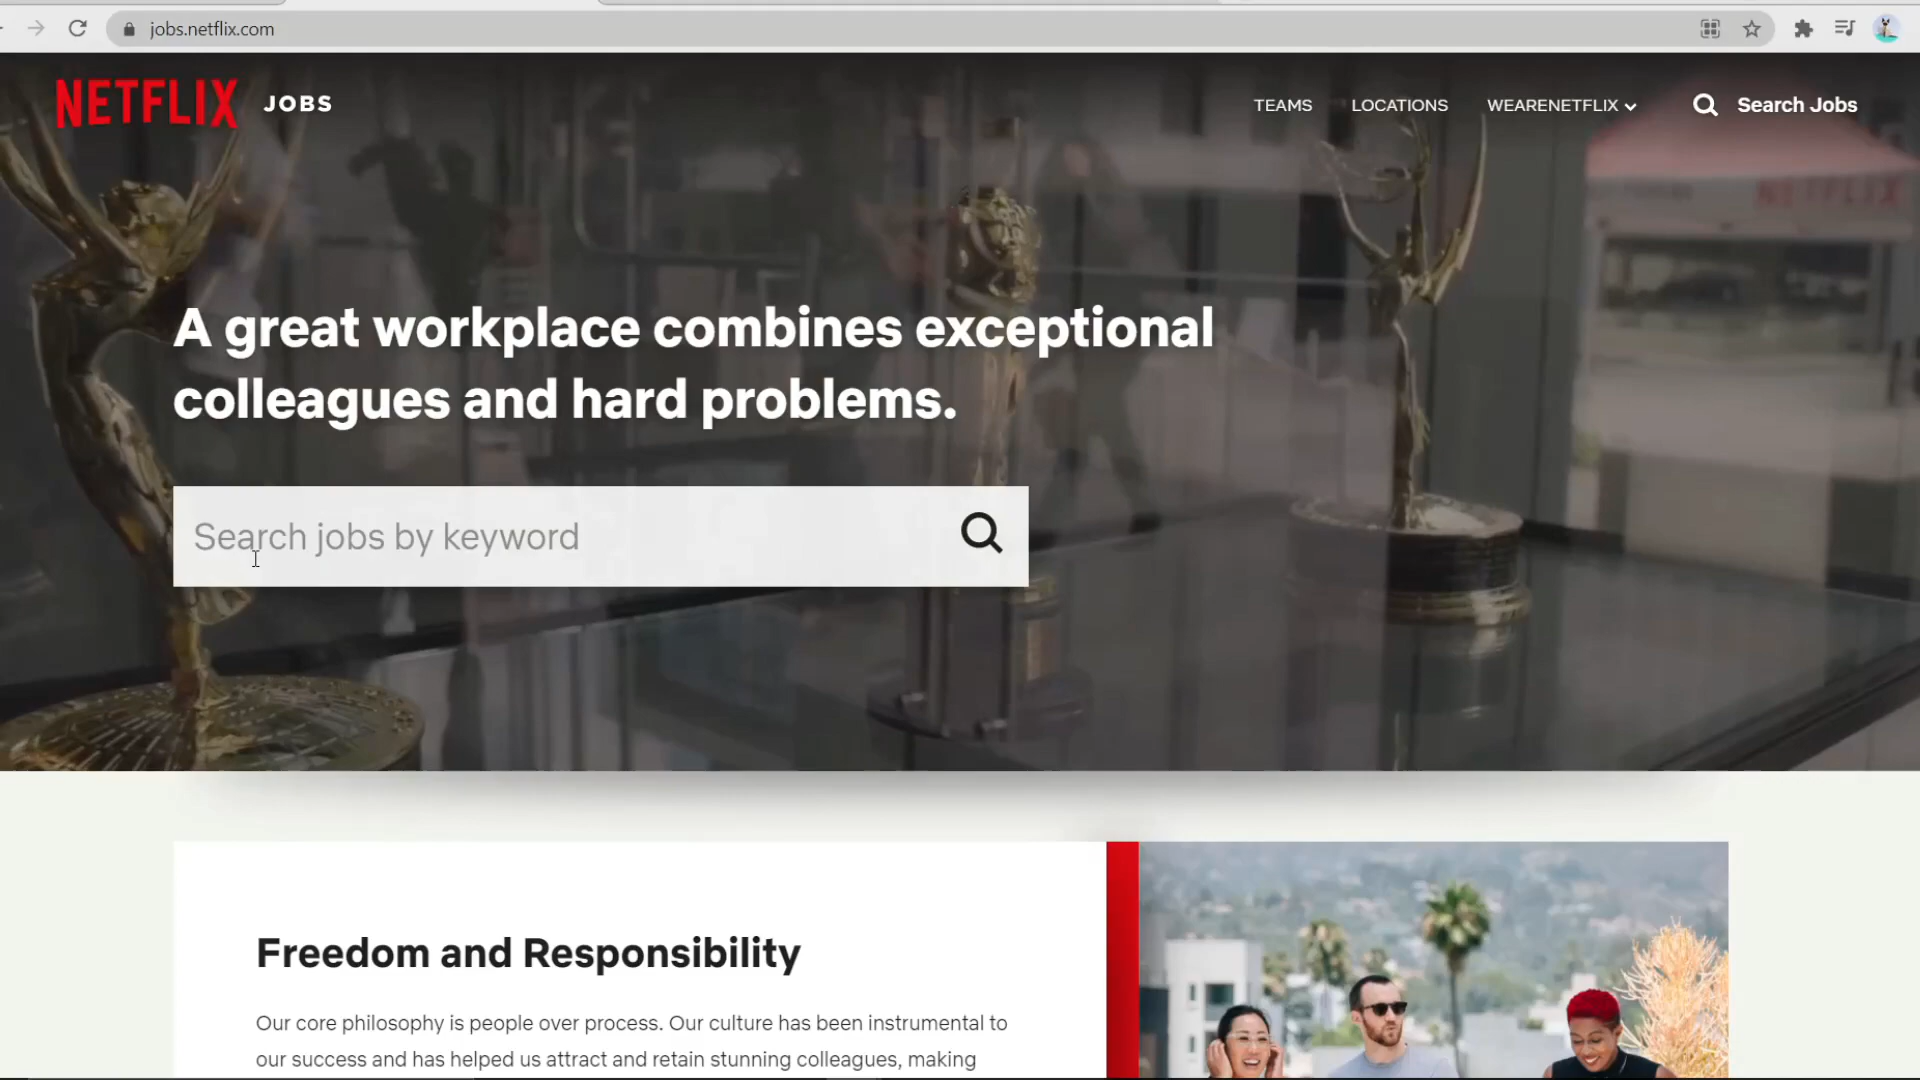 jobs.netflix.com
NETFLIX JOBS
TEAMS LOCATIONS WEARENETFLIX Search Jobs
NETFLIX
A great workplace combines exceptional
colleagues and hard problems.
Search jobs by keyword
Freedom and Responsibility
Our core philosophy is people over process. Our culture has been instrumental to
our success and has helped us attract and retain stunning colleagues, making